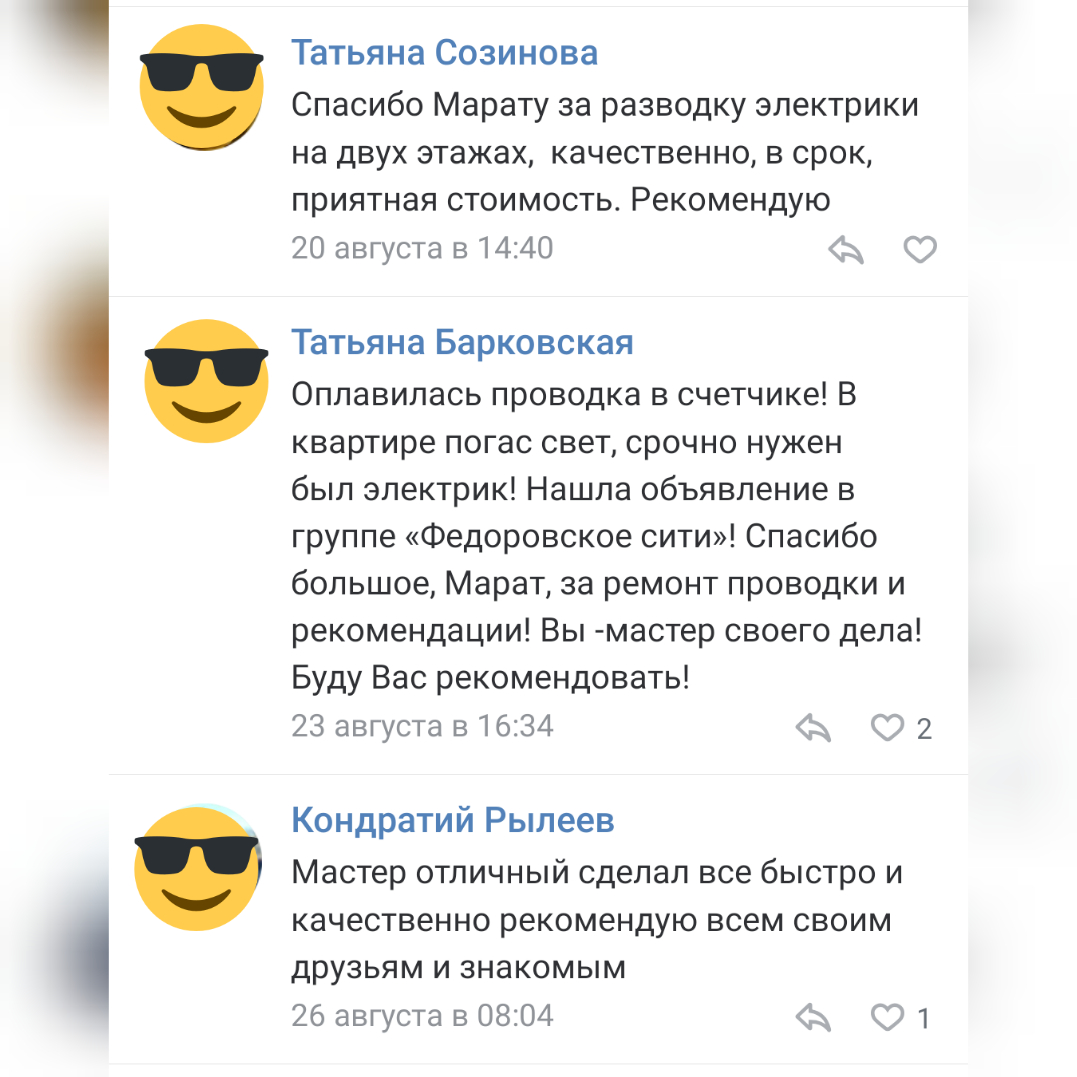 Татьяна Созинова
Спасибо Марату за разводку электрики
на двух этажах,  качественно, в срок,
приятная стоимость. Рекомендую
20 августа в 14:40
Татьяна Барковская
Оплавилась проводка в счетчике! В
квартире погас свет, срочно нужен
был электрик! Нашла объявление в
группе «Федоровское сити»! Спасибо
большое, Марат, за ремонт проводки и
рекомендации! Вы -мастер своего дела!
Буду Вас рекомендовать!
23 августа в 16:34
2
Кондратий Рылеев
Мастер отличный сделал все быстро и
качественно рекомендую всем своим
друзьям и знакомым
26 августа в 08:04
1